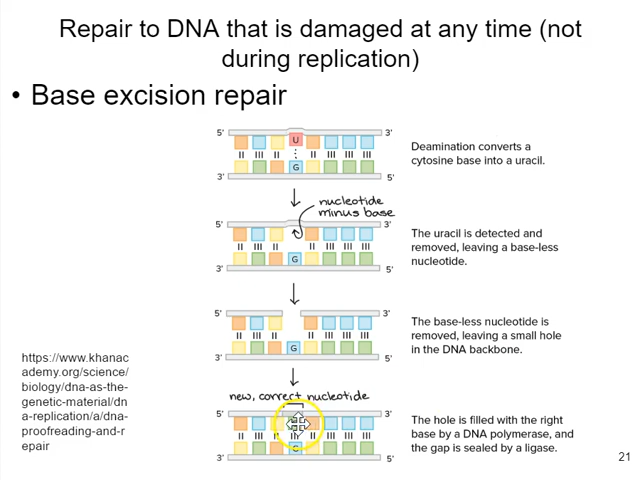 Repair to DNA that is damaged at any time (not
during replication)
• Base excision repair
5' 3'
U
G
3' 5'
Deamination converts a
cytosine base into a uracil.
nucleotide
minus base
5' 3'
G
3' 5'
The uracil is detected and
removed, leaving a base-less
nucleotide.
5' 3'
G
3' 5'
The base-less nucleotide is
removed, leaving a small hole
in the DNA backbone.
new, correct nucleotide
5' 3'
G
3' 5'
The hole is filled with the right
base by a DNA polymerase, and
the gap is sealed by a ligase.
https://www.khanac
ademy.org/science/
biology/dna-as-the-
genetic-material/dn
a-replication/a/dna-
proofreading-and-r
epair
21